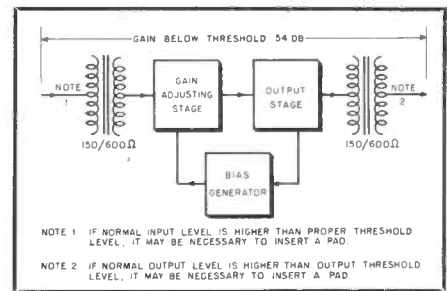 GAIN BELOW THRESHOLD 54 DB
NOTE
1
GAIN
ADJUSTING
STAGE
OUTPUT
STAGE
NOTE
2
150/600Ω
150/600Ω
BIAS
GENERATOR
NOTE 1 IF NORMAL INPUT LEVEL IS HIGHER THAN PROPER THRESHOLD
LEVEL, IT MAY BE NECESSARY TO INSERT A PAD.
NOTE 2 IF NORMAL OUTPUT LEVEL IS HIGHER THAN OUTPUT THRESHOLD
LEVEL, IT MAY BE NECESSARY TO INSERT A PAD.